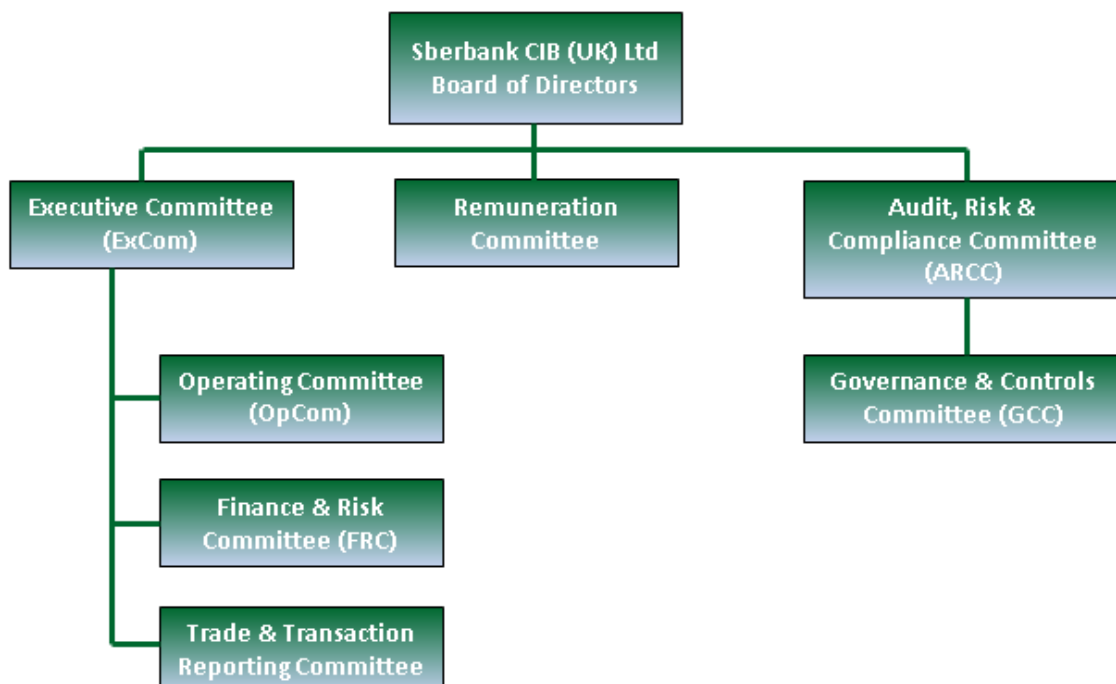 Sberbank CIB (UK) Ltd
Board of Directors
Executive Committee
(ExCom)
Remuneration
Committee
Audit, Risk &
Compliance Committee
(ARCC)
Operating Committee
(OpCom)
Governance & Controls
Committee (GCC)
Finance & Risk
Committee (FRC)
Trade & Transaction
Reporting Committee